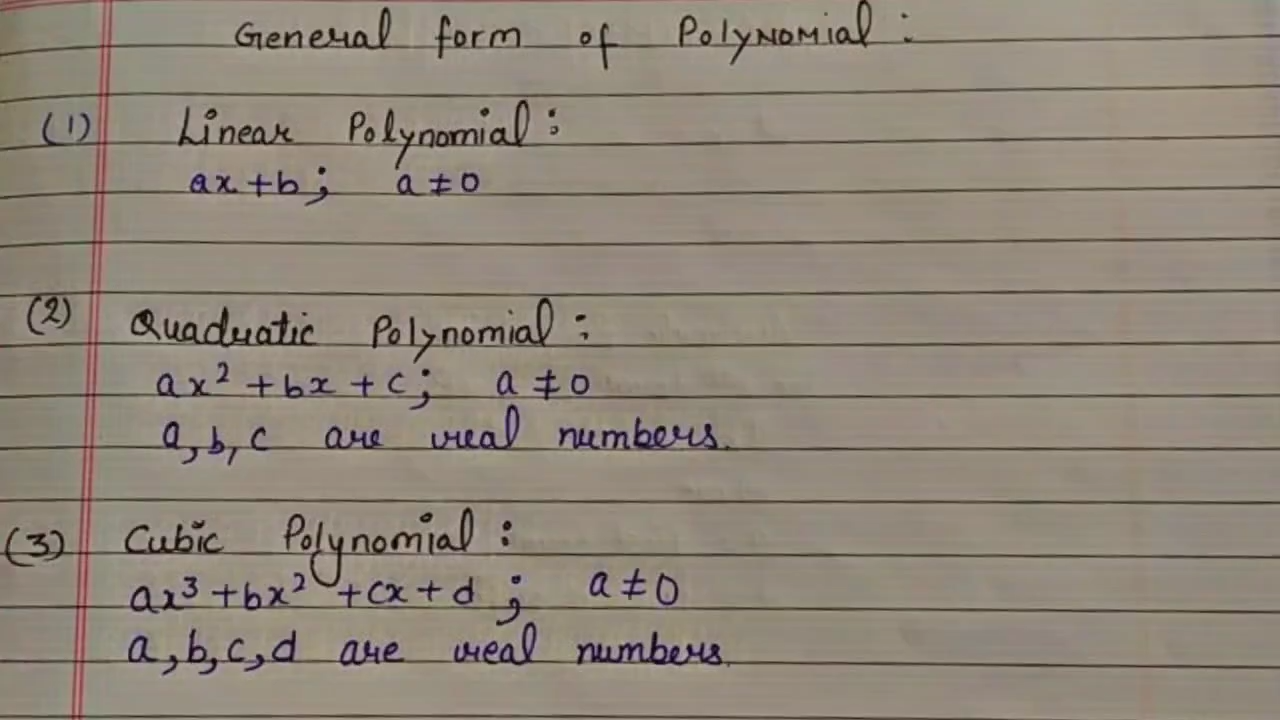 General form of Polynomial :
(1) Linear Polynomial :
ax + b ; a ≠ 0
(2) Quadratic Polynomial :
ax² + bx + c ; a ≠ 0
a, b, c are real numbers.
(3) Cubic Polynomial :
ax³ + bx² + cx + d ; a ≠ 0
a, b, c, d are real numbers.